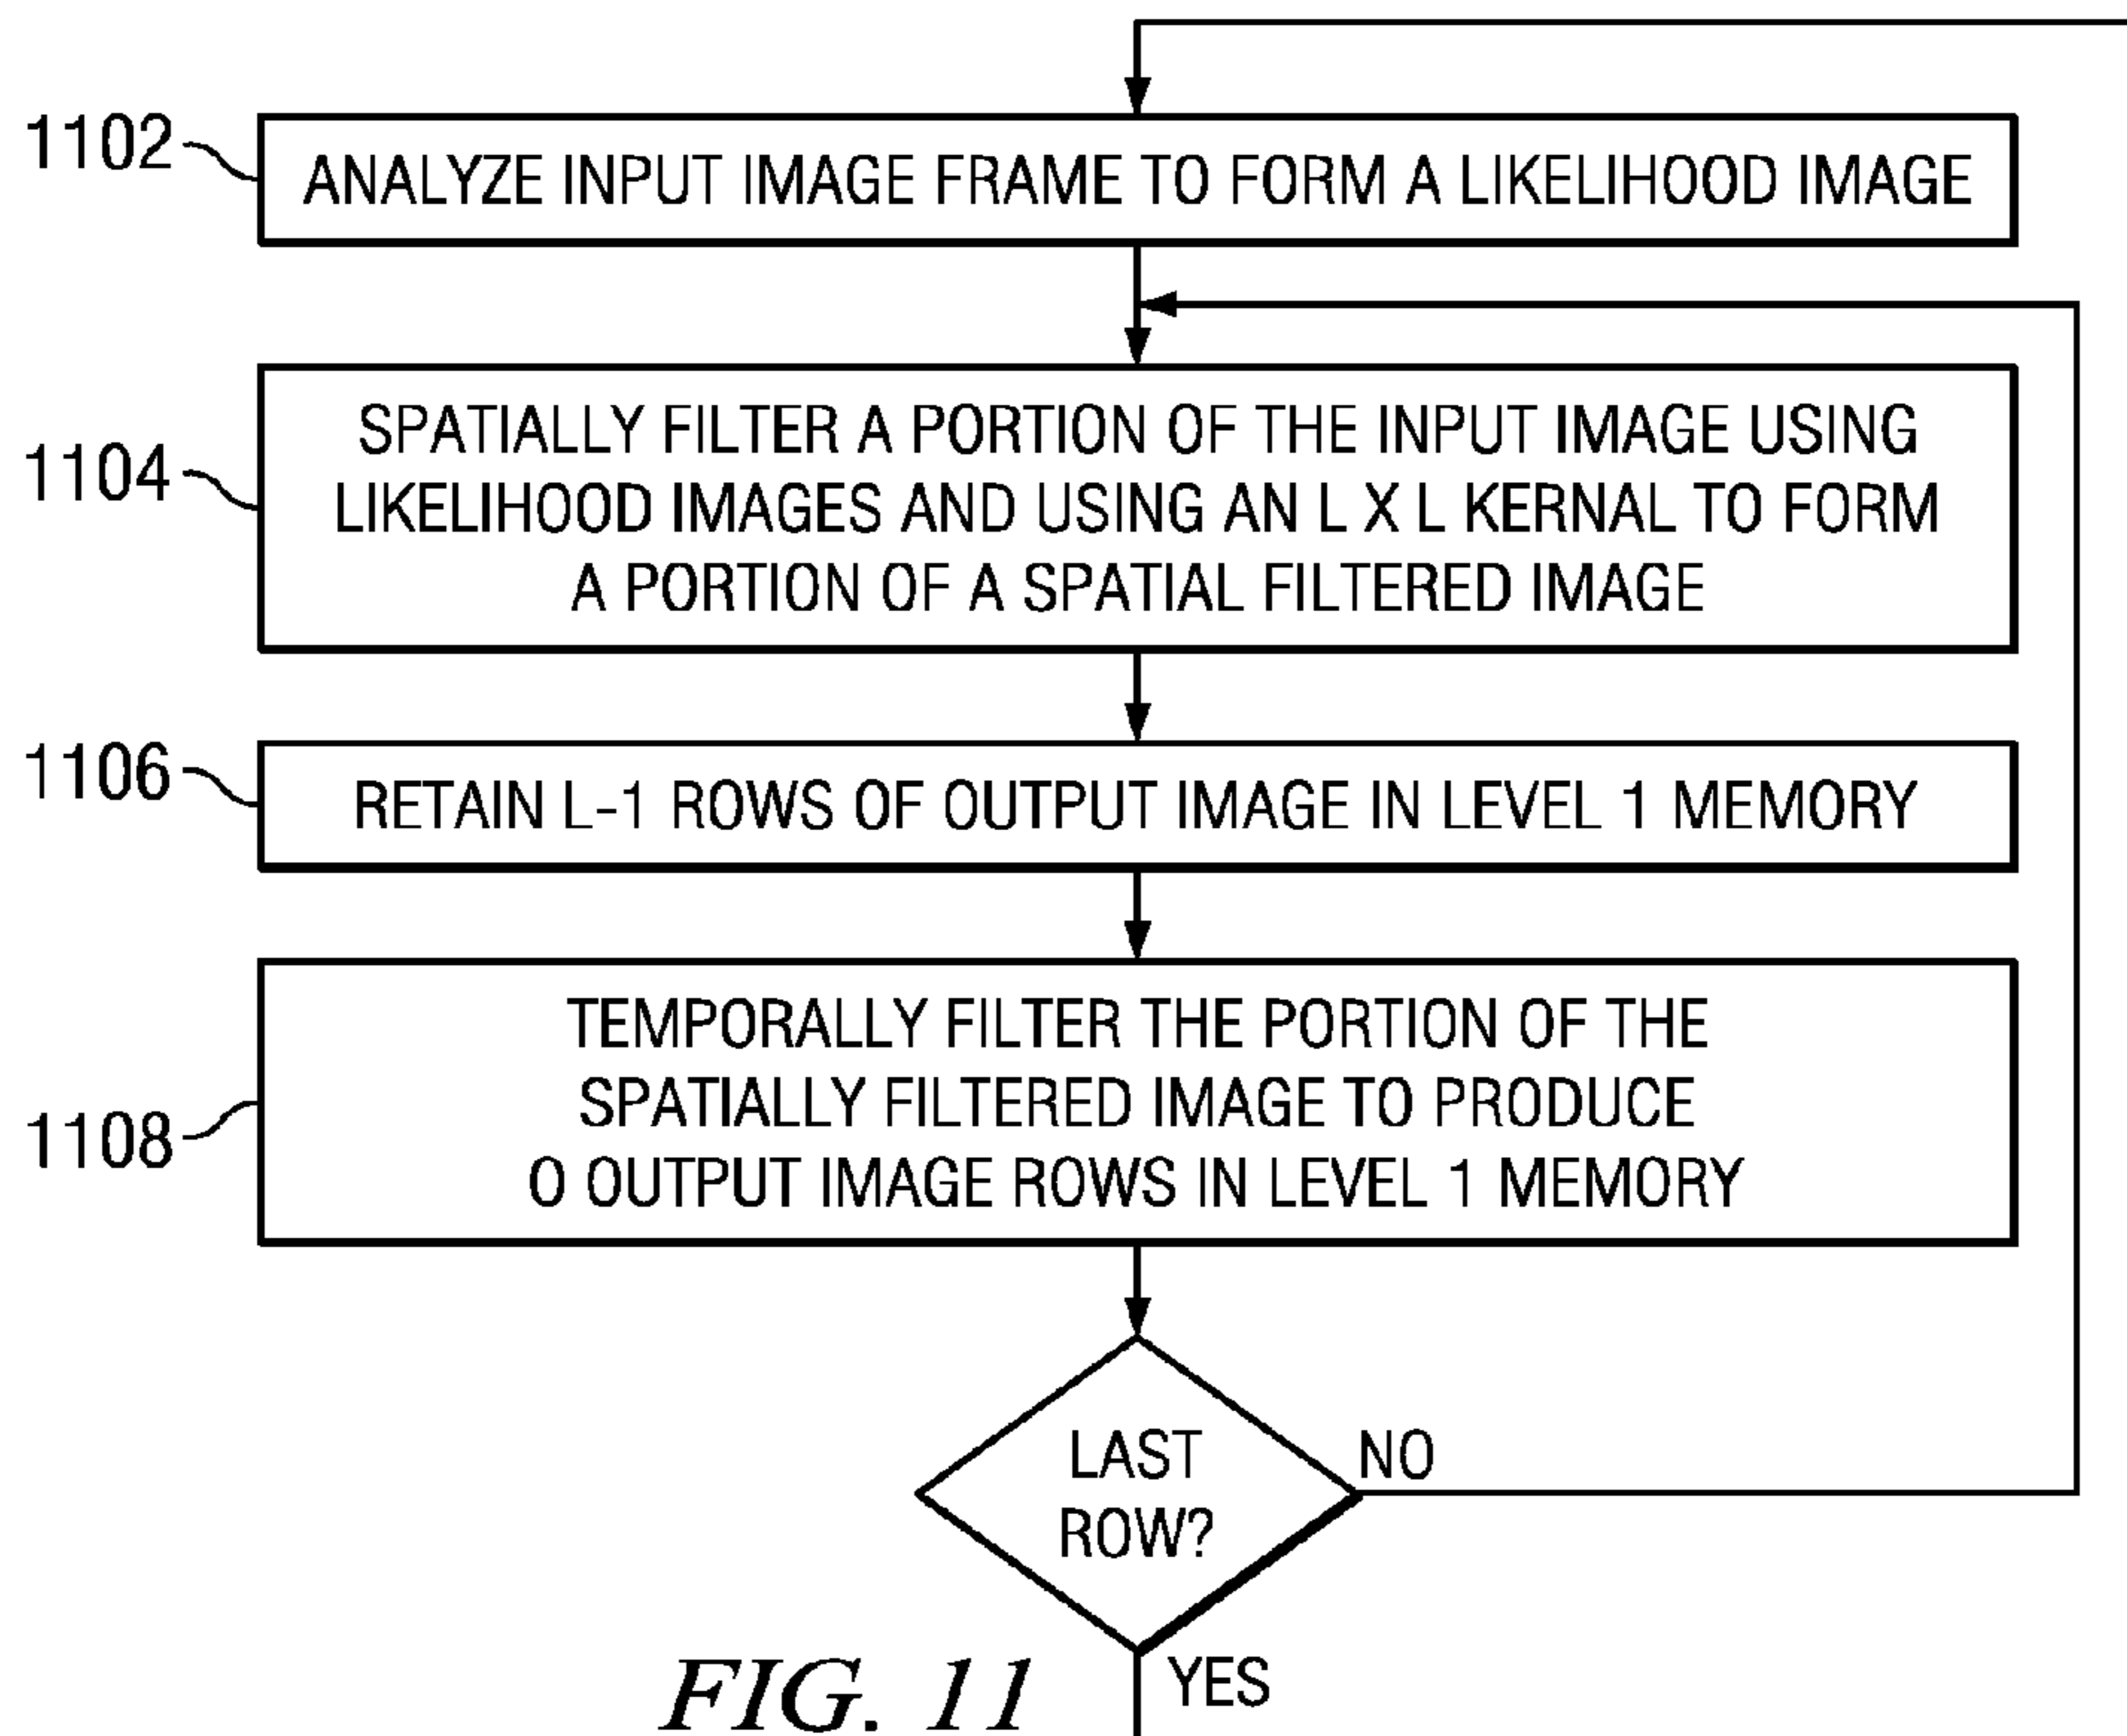 1102
ANALYZE INPUT IMAGE FRAME TO FORM A LIKELIHOOD IMAGE
1104
SPATIALLY FILTER A PORTION OF THE INPUT IMAGE USING
LIKELIHOOD IMAGES AND USING AN L X L KERNAL TO FORM
A PORTION OF A SPATIAL FILTERED IMAGE
1106
RETAIN L-1 ROWS OF OUTPUT IMAGE IN LEVEL 1 MEMORY
1108
TEMPORALLY FILTER THE PORTION OF THE
SPATIALLY FILTERED IMAGE TO PRODUCE
O OUTPUT IMAGE ROWS IN LEVEL 1 MEMORY
LAST
ROW?
NO
YES
FIG. 11